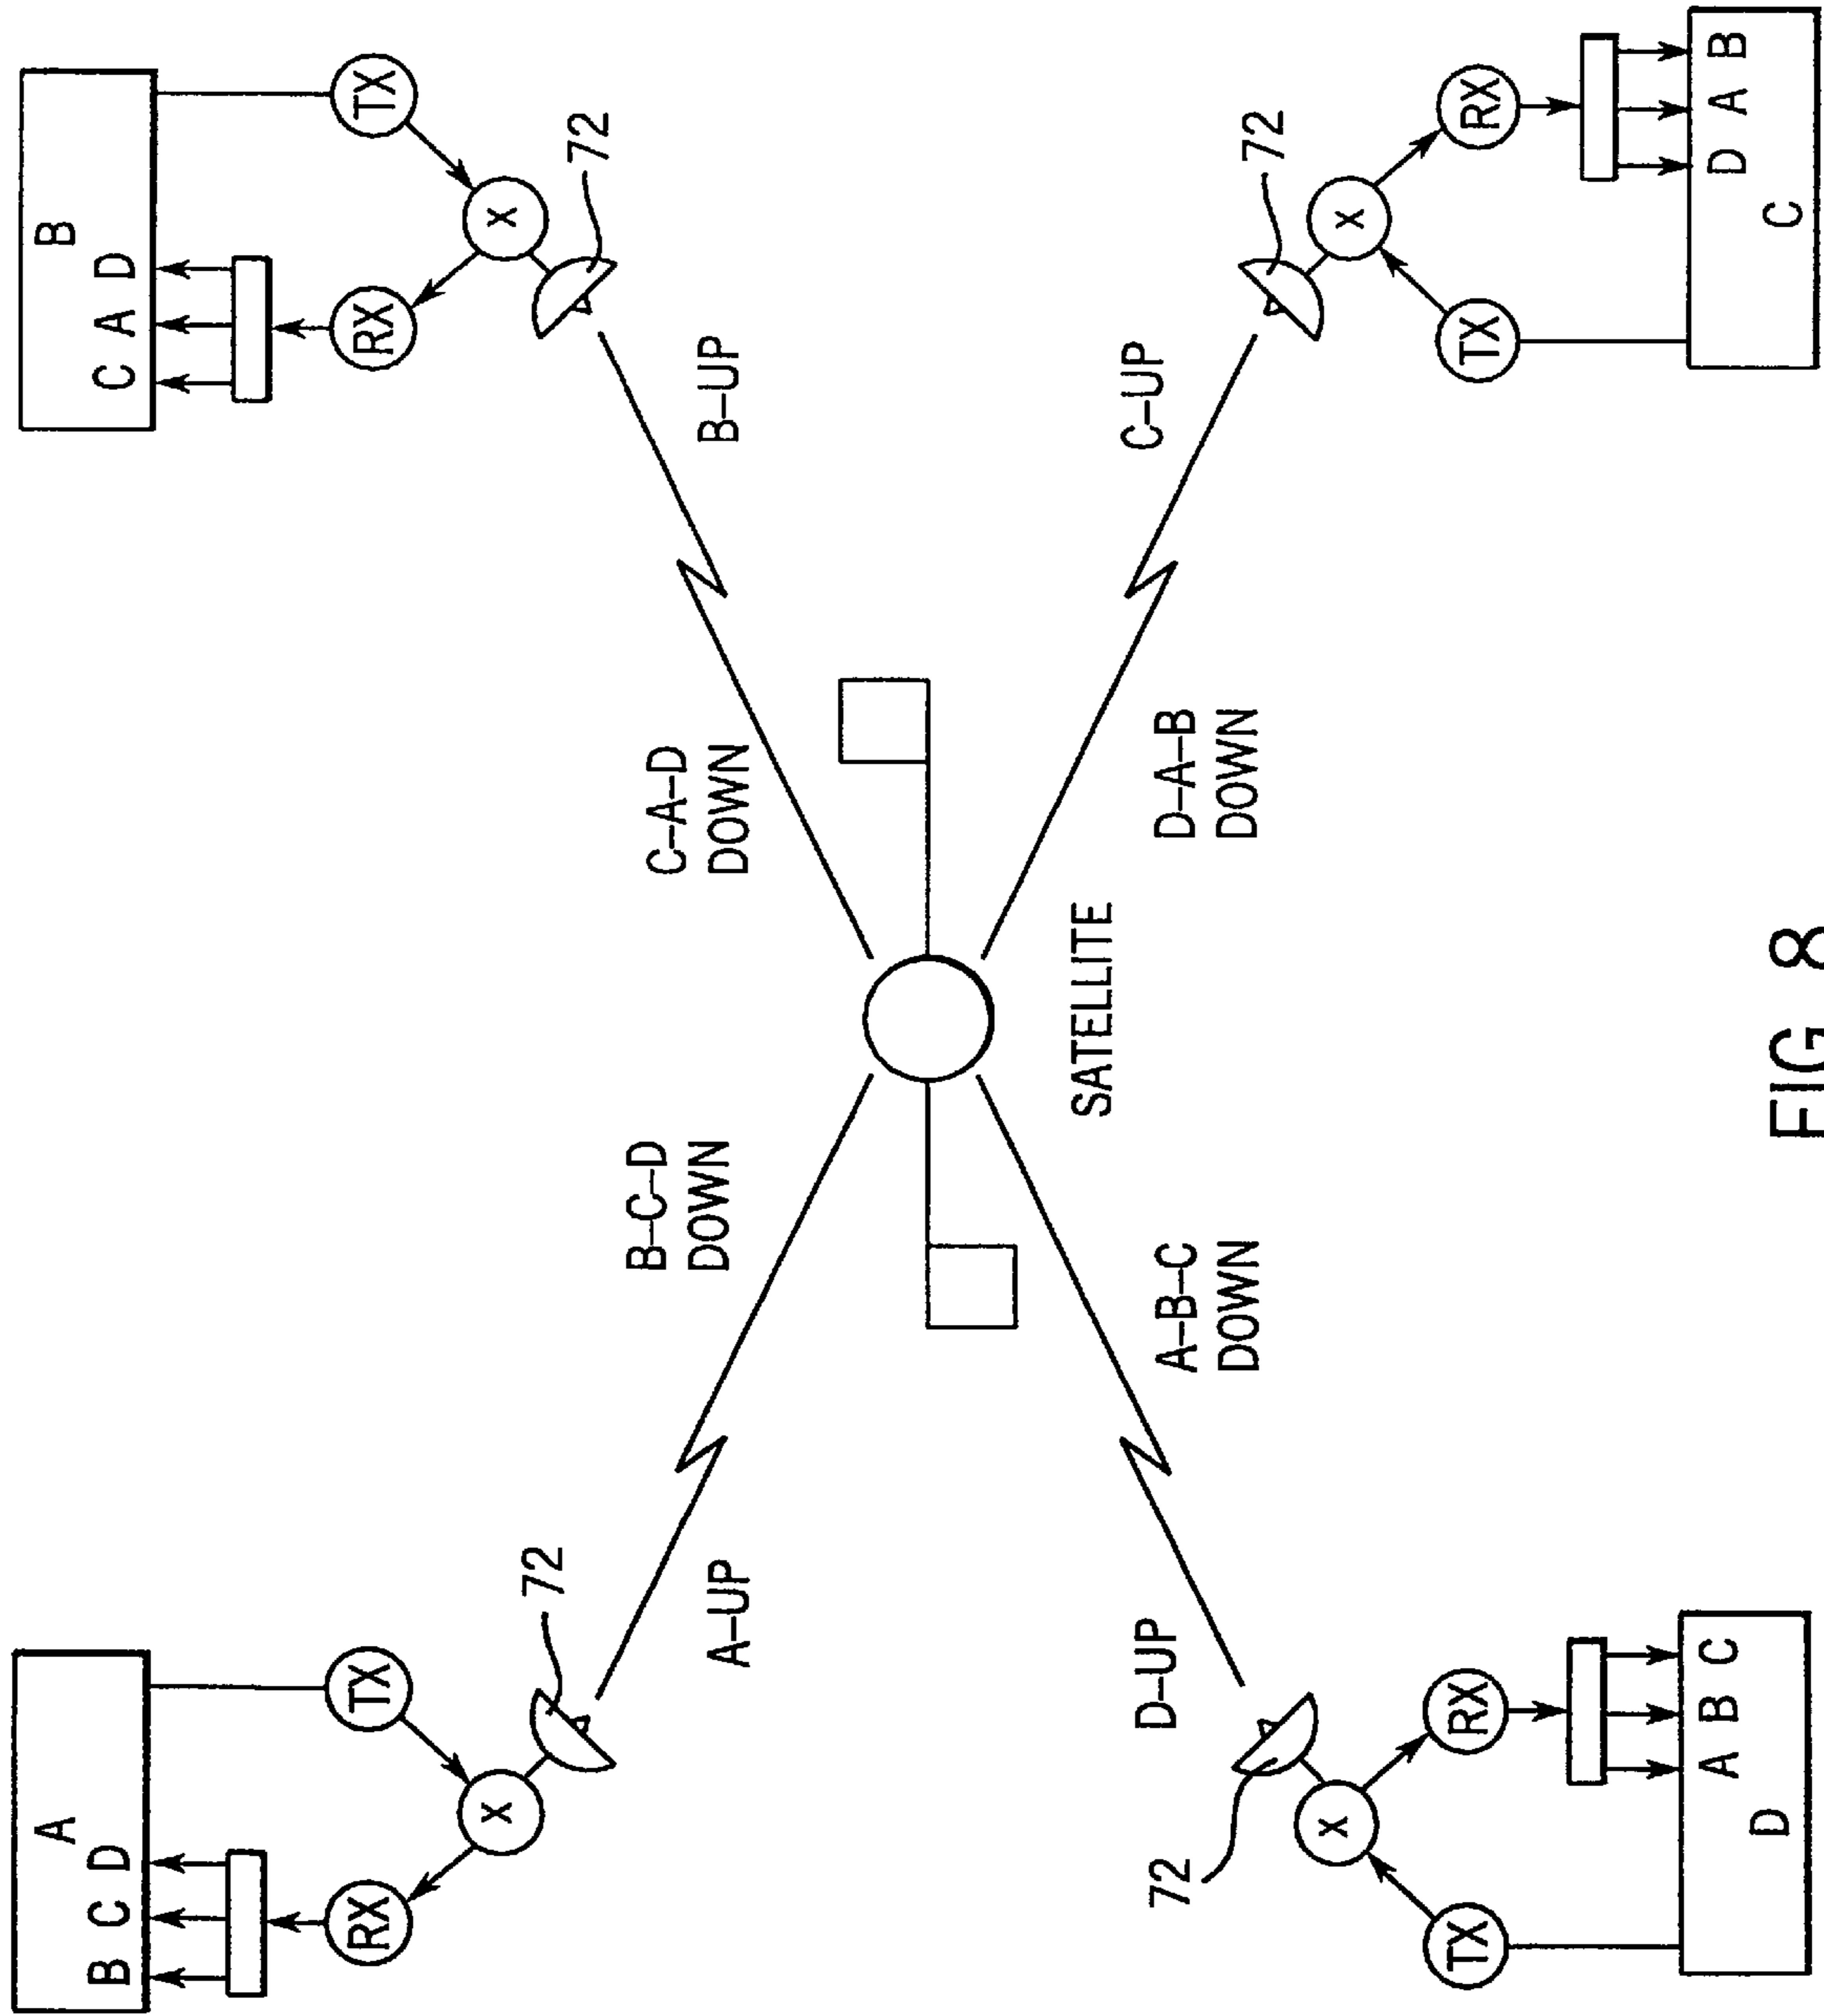 A
B
B C D
C A D
RX
TX
RX
TX
X
X
72
72
B-C-D
DOWN
C-A-D
DOWN
A-UP
B-UP
SATELLITE
D-UP
A-B-C
DOWN
D-A-B
DOWN
C-UP
72
72
X
X
TX
RX
TX
RX
A B C
D A B
D
C
FIG 8